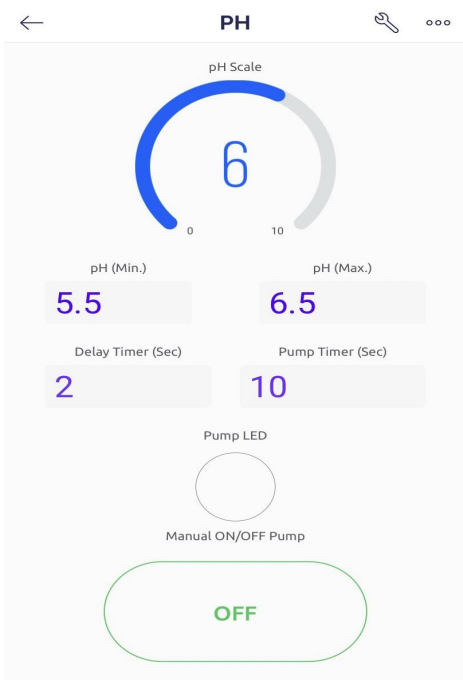 PH
pH Scale
6
0 10
pH (Min.) pH (Max.)
5.5 6.5
Delay Timer (Sec) Pump Timer (Sec)
2 10
Pump LED
Manual ON/OFF Pump
OFF